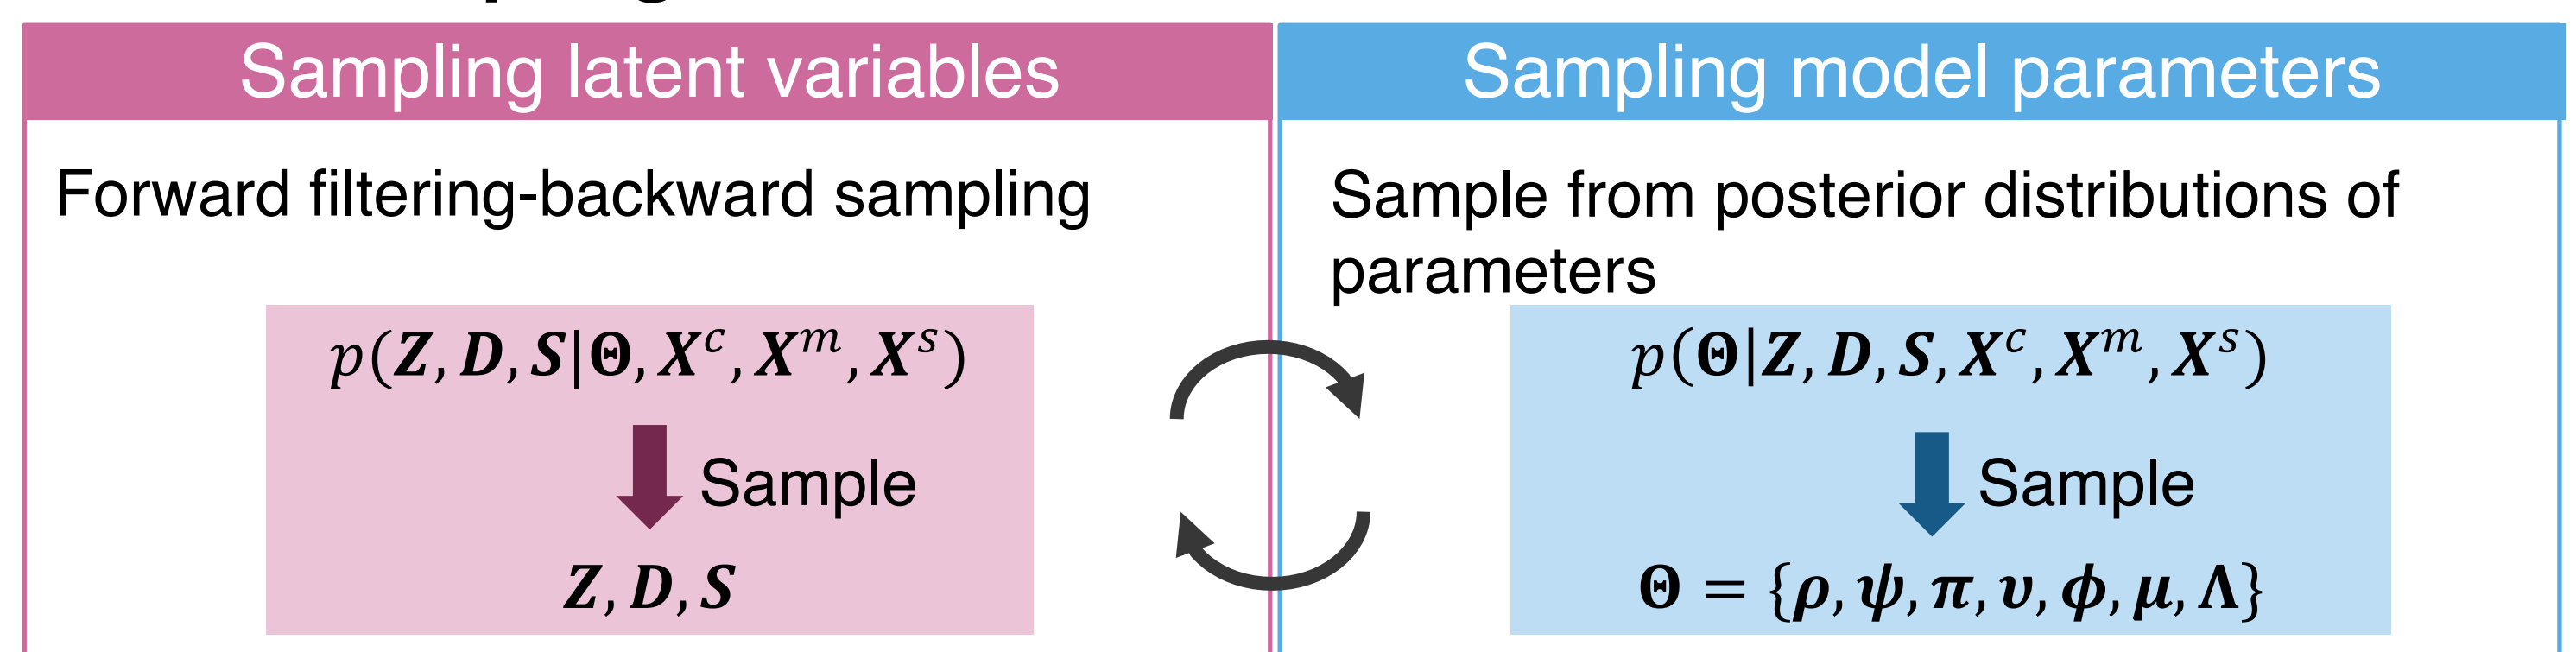 Sampling latent variables
Forward filtering-backward sampling
p(Z, D, S|Θ, X^c, X^m, X^s)
Sample
Z, D, S
Sampling model parameters
Sample from posterior distributions of
parameters
p(Θ|Z, D, S, X^c, X^m, X^s)
Sample
Θ = {ρ, ψ, π, υ, ϕ, μ, Λ}